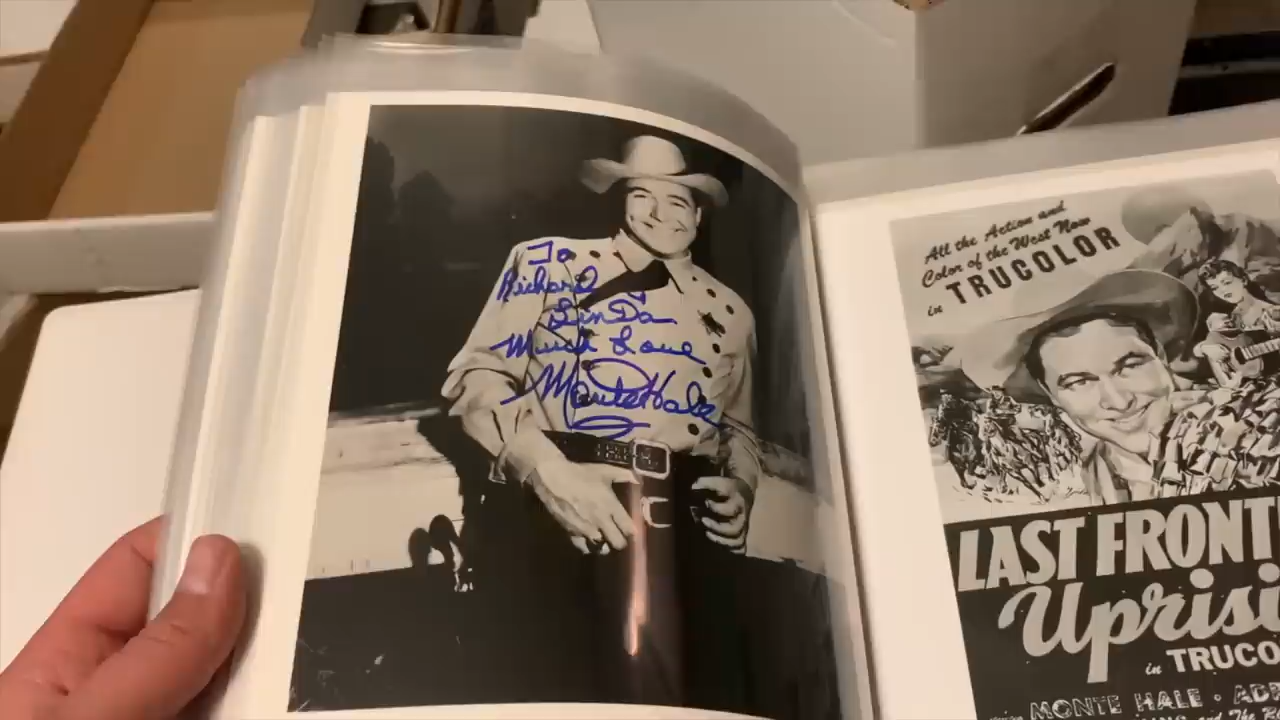 To
Richard
LinDa
Much Love
Monte Hale
All the Action and
Color of the West Now
in TRUCOLOR
LAST FRONT
Uprisi
in TRUCO
MONTE HALE · ADR